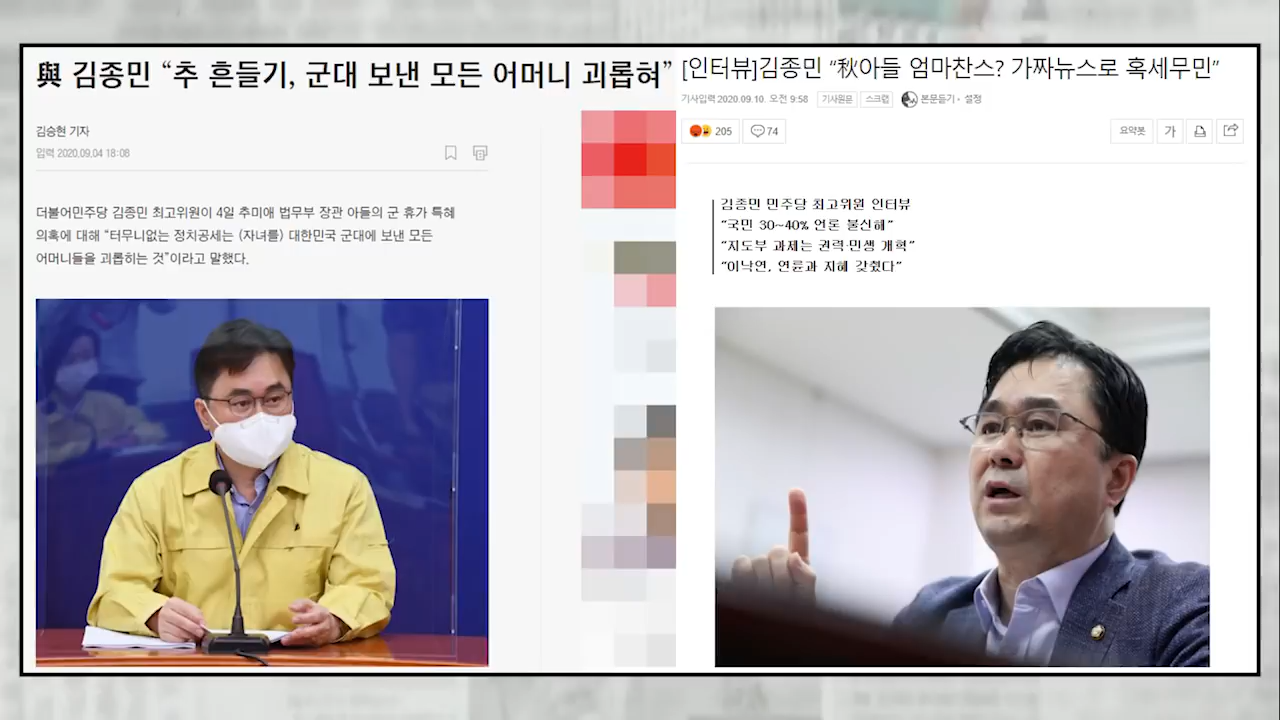 與 김종민 “추 흔들기, 군대 보낸 모든 어머니 괴롭혀”
김승현 기자
입력 2020.09.04 18:08
더불어민주당 김종민 최고위원이 4일 추미애 법무부 장관 아들의 군 휴가 특혜
의혹에 대해 “터무니없는 정치공세는 (자녀를) 대한민국 군대에 보낸 모든
어머니들을 괴롭히는 것”이라고 말했다.
[인터뷰]김종민 “秋아들 엄마찬스? 가짜뉴스로 혹세무민”
기사입력 2020.09.10. 오전 9:58 기사원문 스크랩 본문듣기 · 설정
205 74 요약봇 가
김종민 민주당 최고위원 인터뷰
“국민 30~40% 언론 불신해”
“지도부 과제는 권력·민생 개혁”
“이낙연, 연륜과 지혜 갖췄다”